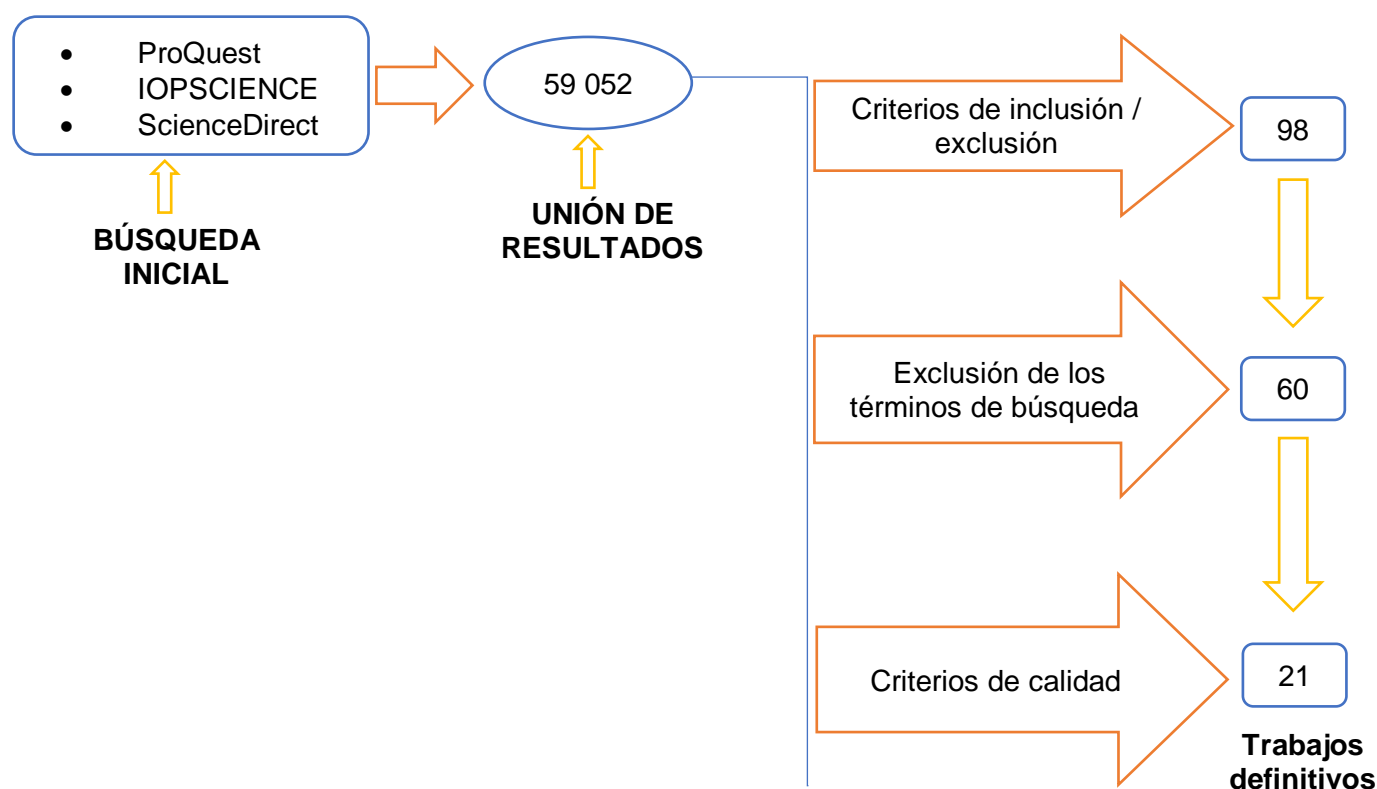 • ProQuest
• IOPSCIENCE
• ScienceDirect
BÚSQUEDA
INICIAL
59 052
UNIÓN DE
RESULTADOS
Criterios de inclusión /
exclusión
98
Exclusión de los
términos de búsqueda
60
Criterios de calidad
21
Trabajos
definitivos